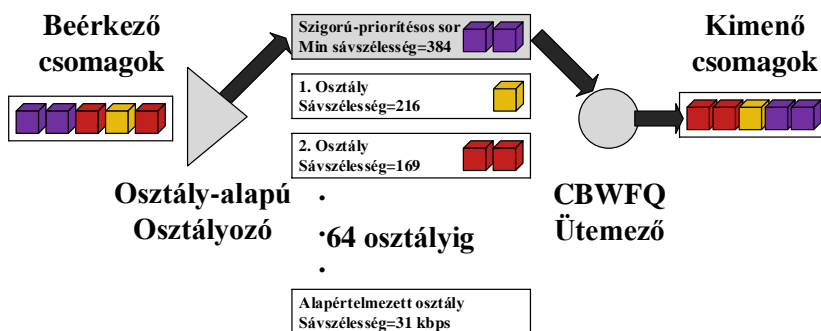 Beérkező
csomagok
Szigorú-priorítésos sor
Min sávszélesség=384
1. Osztály
Sávszélesség=216
2. Osztály
Sávszélesség=169
Osztály-alapú
Osztályozó
64 osztályig
Alapértelmezett osztály
Sávszélesség=31 kbps
CBWFQ
Ütemező
Kimenő
csomagok